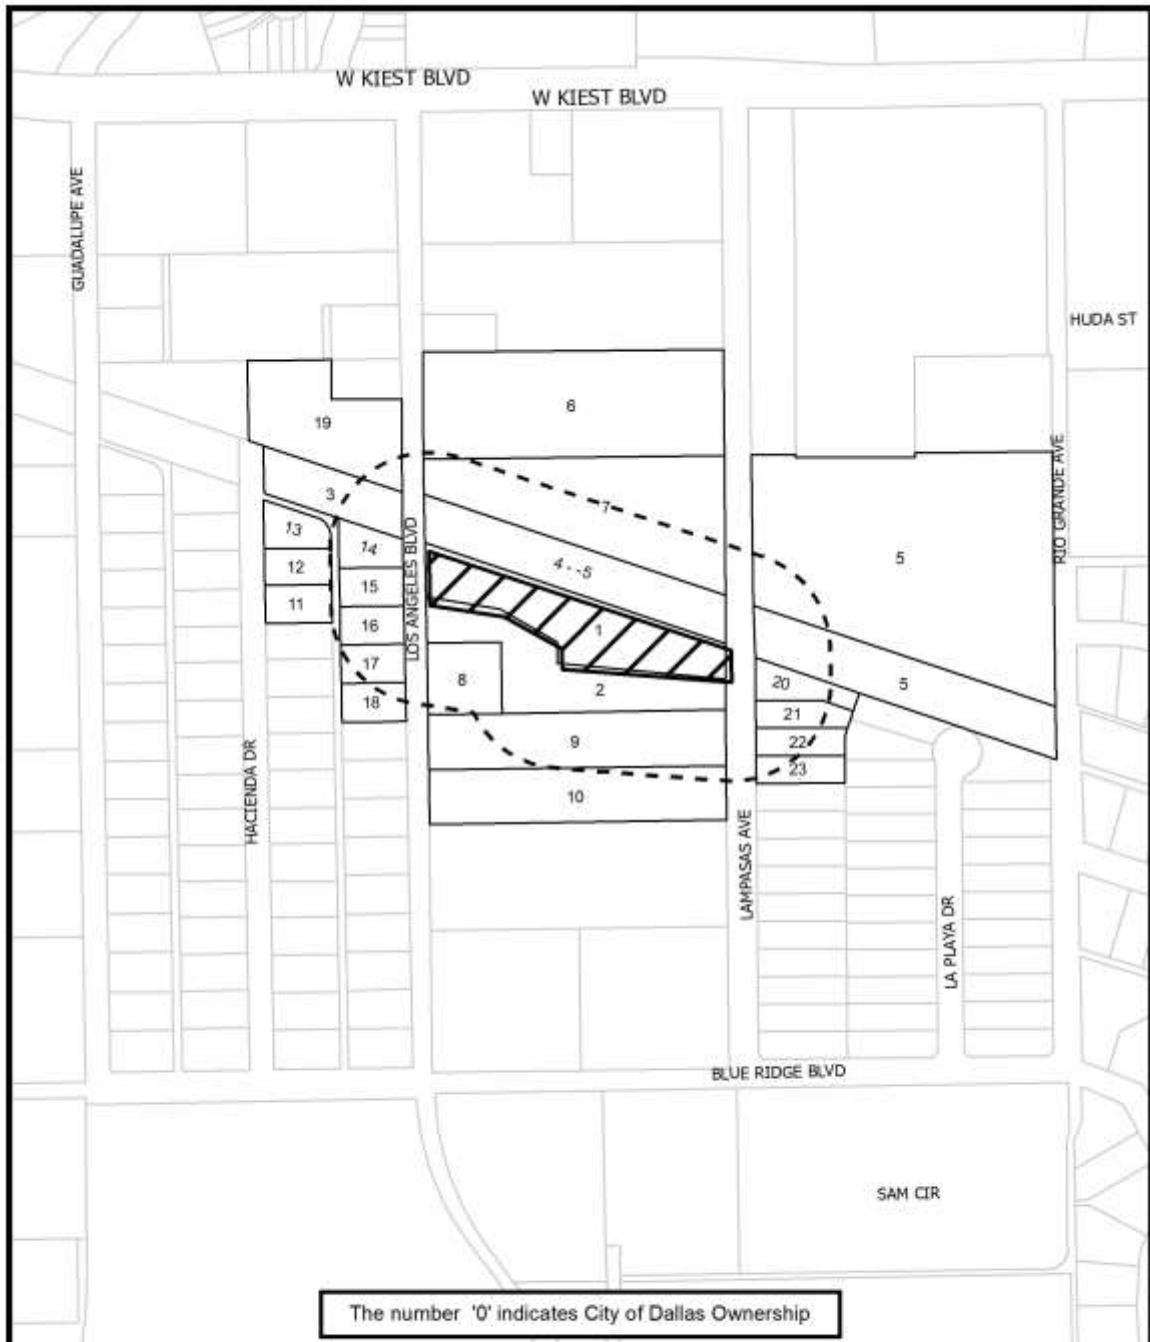 W KIEST BLVD
W KIEST BLVD
GUADALUPE AVE
HUDA ST
6
19
RIO GRANDE AVE
3
7
13
14
LOS ANGELES BLVD
4 - -5
5
12
15
11
16
1
17
8
2
20
5
18
21
9
22
23
HACIENDA DR
10
LAMPASAS AVE
LA PLAYA DR
BLUE RIDGE BLVD
SAM CIR
The number '0' indicates City of Dallas Ownership